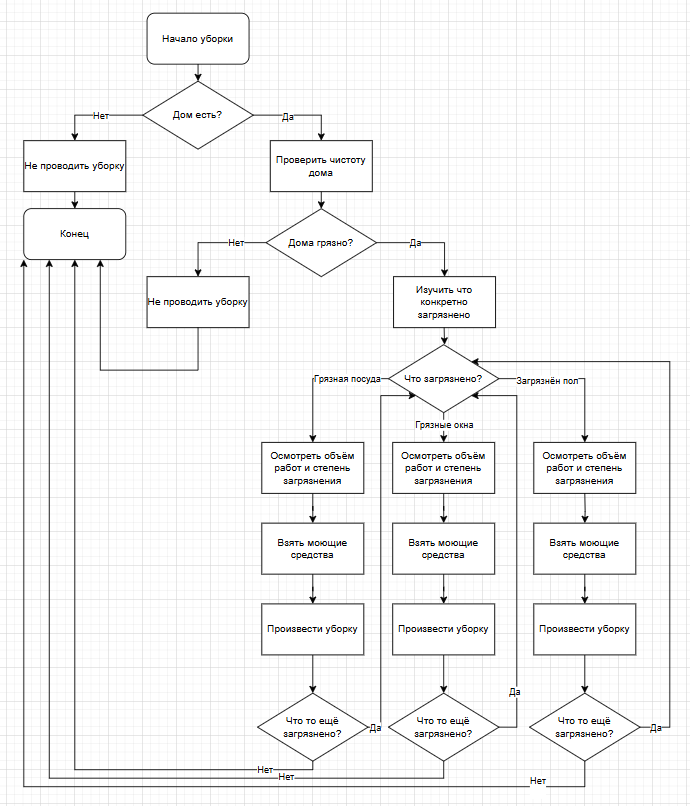 Начало уборки
Дом есть?
Нет
Да
Не проводить уборку
Проверить чистоту
дома
Конец
Дома грязно?
Нет
Да
Не проводить уборку
Изучить что
конкретно
загрязнено
Что загрязнено?
Грязная посуда
Загрязнён пол
Грязные окна
Осмотреть объём
работ и степень
загрязнения
Осмотреть объём
работ и степень
загрязнения
Осмотреть объём
работ и степень
загрязнения
Взять моющие
средства
Взять моющие
средства
Взять моющие
средства
Произвести уборку
Произвести уборку
Произвести уборку
Что то ещё
загрязнено?
Что то ещё
загрязнено?
Что то ещё
загрязнено?
Да
Да
Да
Нет
Нет
Нет